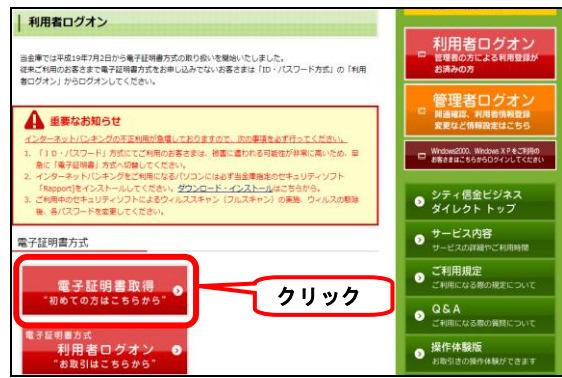 利用者ログオン
当金庫では平成19年7月2日から電子証明書方式の取り扱いを開始いたしました。
従来ご利用のお客さまで電子証明書方式をお申し込みでないお客さまは「ID・パスワード方式」の「利用
者ログオン」からログオンしてください。
重要なお知らせ
インターネットバンキングの不正利用が急増しておりますので、次の事項を必ず行ってください。
1. 「ID・パスワード」方式にてご利用のお客さまは、被害に遭われる可能性が非常に高いため、早
急に「電子証明書」方式へ切替してください。
2. インターネットバンキングをご利用になるパソコンには必ず当金庫指定のセキュリティソフト
「Rapport」をインストールしてください。ダウンロード・インストールはこちらから。
3. ご利用中のセキュリティソフトによるウィルススキャン（フルスキャン）の実施、ウィルスの駆除
後、各パスワードを変更してください。
電子証明書方式
電子証明書取得
"初めての方はこちらから"
クリック
電子証明書方式
利用者ログオン
"お取引はこちらから"
利用者ログオン
管理者の方による利用登録が
お済みの方
管理者ログオン
関連確認、利用者情報登録
変更など情報設定はこちら
Windows2000、Windows XPをご利用の
お客さまはこちらからログインしてください
シティ信金ビジネス
ダイレクト トップ
サービス内容
サービスの詳細やご利用時間
ご利用規定
ご利用になる際の規定について
Q&A
ご利用になる際の質問について
操作体験版
お取引きの操作体験ができます